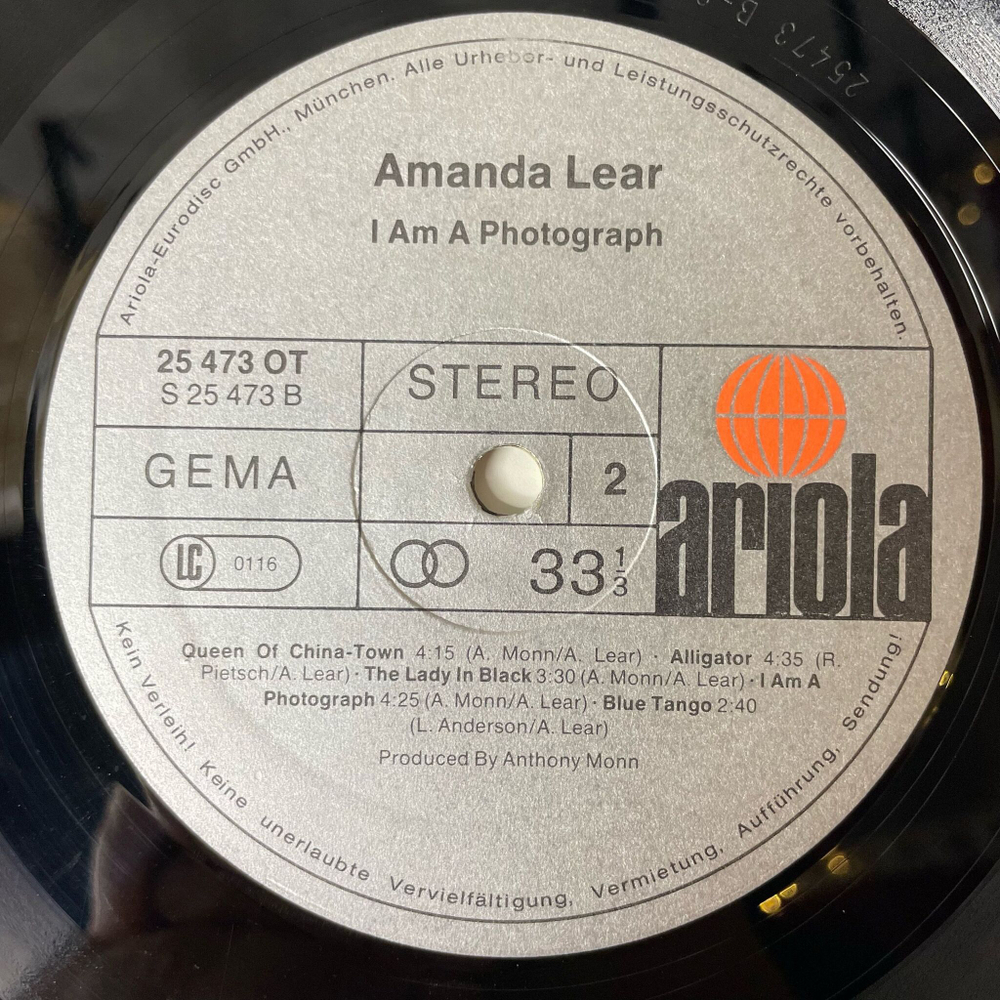 25473 B-
Ariola-Eurodisc GmbH., München. Alle Urheber- und Leistungsschutzrechte vorbehalten.
Amanda Lear
I Am A Photograph
25 473 OT
S 25 473 B
STEREO
GEMA
2
LC 0116
33 1/3
ariola
Queen Of China-Town 4:15 (A. Monn/A. Lear) · Alligator 4:35 (R.
Pietsch/A. Lear) · The Lady In Black 3:30 (A. Monn/A. Lear) · I Am A
Photograph 4:25 (A. Monn/A. Lear) · Blue Tango 2:40
(L. Anderson/A. Lear)
Produced By Anthony Monn
Kein Verleih! Keine unerlaubte Vervielfältigung, Vermietung, Aufführung, Sendung!